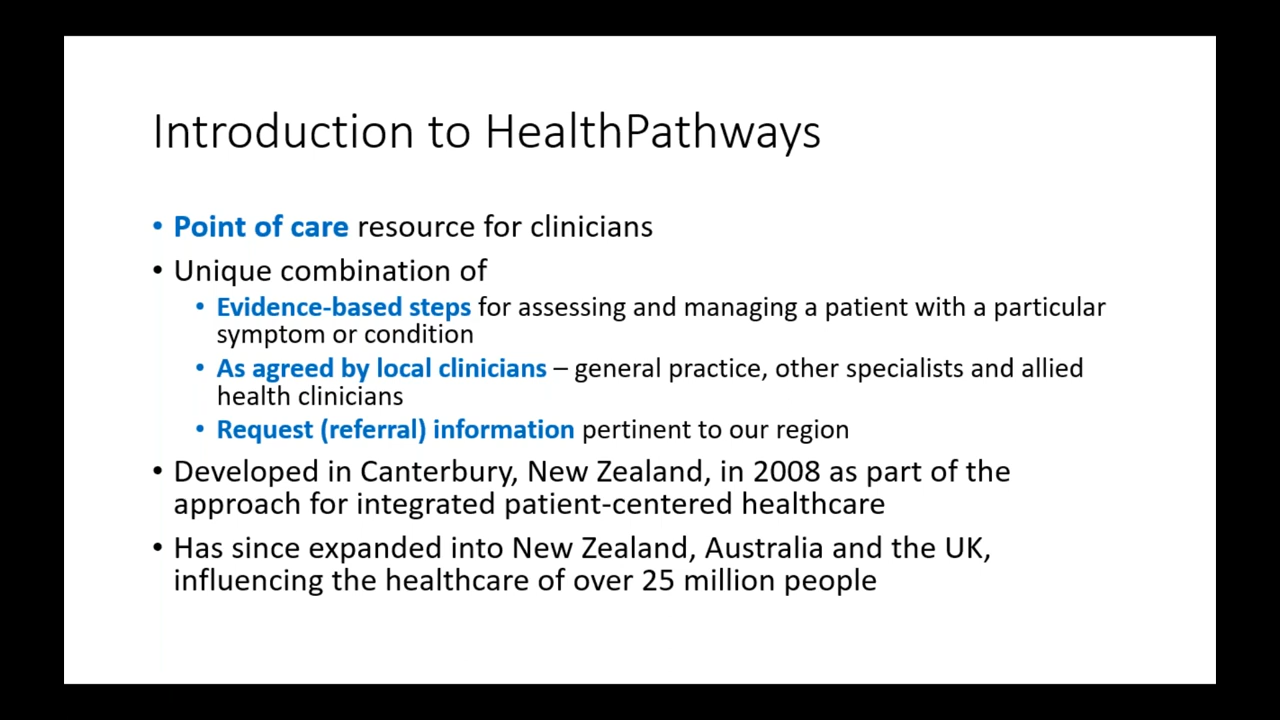 Introduction to HealthPathways
• Point of care resource for clinicians
• Unique combination of
• Evidence-based steps for assessing and managing a patient with a particular
symptom or condition
• As agreed by local clinicians – general practice, other specialists and allied
health clinicians
• Request (referral) information pertinent to our region
• Developed in Canterbury, New Zealand, in 2008 as part of the
approach for integrated patient-centered healthcare
• Has since expanded into New Zealand, Australia and the UK,
influencing the healthcare of over 25 million people